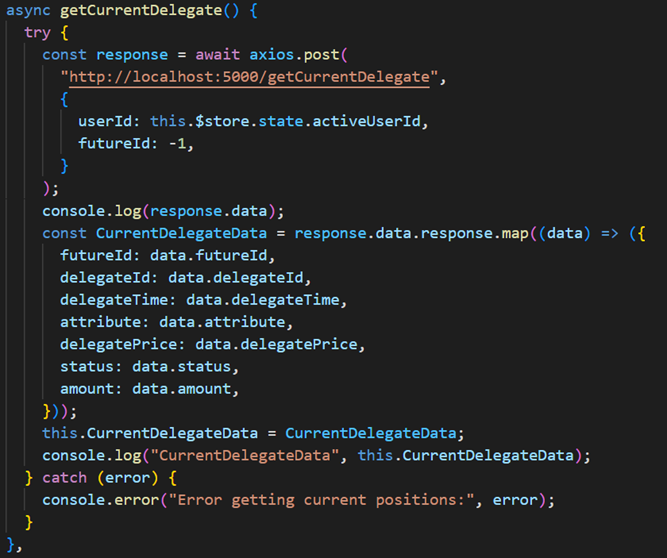 async getCurrentDelegate() {
try {
const response = await axios.post(
"http://localhost:5000/getCurrentDelegate",
{
userId: this.$store.state.activeUserId,
futureId: -1,
}
);
console.log(response.data);
const CurrentDelegateData = response.data.response.map((data) => ({
futureId: data.futureId,
delegateId: data.delegateId,
delegateTime: data.delegateTime,
attribute: data.attribute,
delegatePrice: data.delegatePrice,
status: data.status,
amount: data.amount,
}));
this.CurrentDelegateData = CurrentDelegateData;
console.log("CurrentDelegateData", this.CurrentDelegateData);
} catch (error) {
console.error("Error getting current positions:", error);
}
},